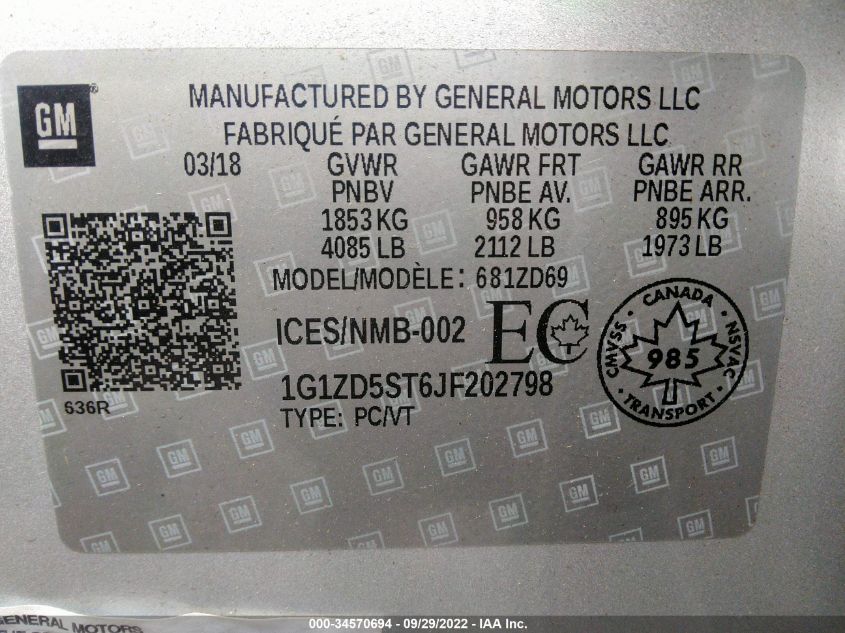 GM
MANUFACTURED BY GENERAL MOTORS LLC
FABRIQUÉ PAR GENERAL MOTORS LLC
03/18 GVWR GAWR FRT GAWR RR
PNBV PNBE AV. PNBE ARR.
1853 KG 958 KG 895 KG
4085 LB 2112 LB 1973 LB
MODEL/MODÈLE: 681ZD69
ICES/NMB-002 EC
CANADA
CMVSS 985 NSVAC
TRANSPORT
1G1ZD5ST6JF202798
636R
TYPE: PC/VT
GENERAL MOTORS
000-34570694 - 09/29/2022 - IAA Inc.